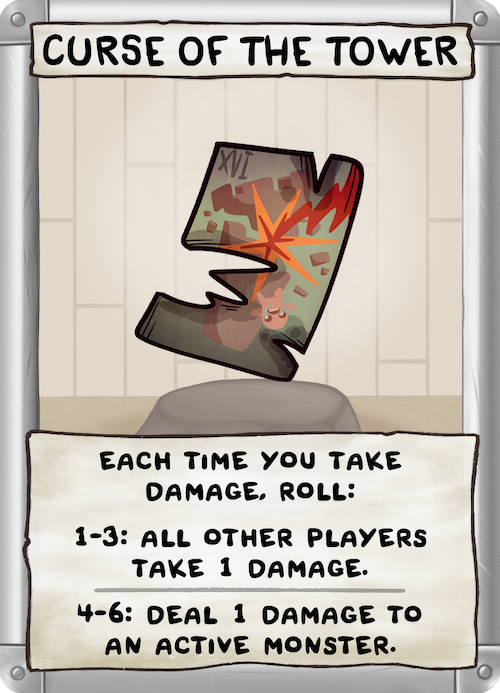 CURSE OF THE TOWER
XVI
EACH TIME YOU TAKE
DAMAGE, ROLL:
1-3: ALL OTHER PLAYERS
TAKE 1 DAMAGE.
4-6: DEAL 1 DAMAGE TO
AN ACTIVE MONSTER.